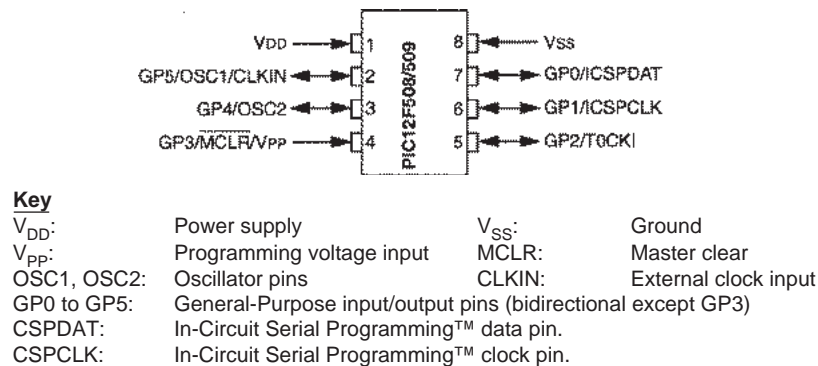 VDD 1 8 VSS
GP5/OSC1/CLKIN 2 7 GP0/ICSPDAT
GP4/OSC2 3 6 GP1/ICSPCLK
GP3/MCLR/VPP 4 5 GP2/T0CKI
PIC12F508/509
Key
VDD: Power supply VSS: Ground
VPP: Programming voltage input MCLR: Master clear
OSC1, OSC2: Oscillator pins CLKIN: External clock input
GP0 to GP5: General-Purpose input/output pins (bidirectional except GP3)
CSPDAT: In-Circuit Serial Programming™ data pin.
CSPCLK: In-Circuit Serial Programming™ clock pin.